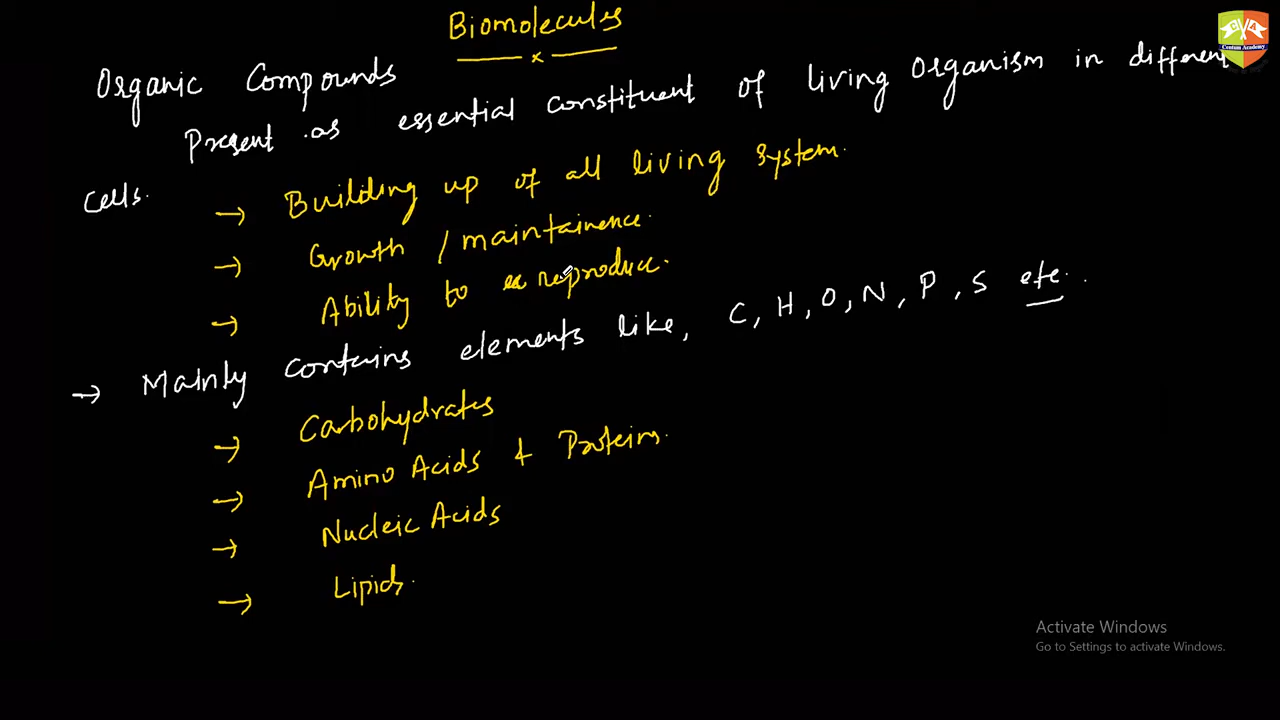 Biomolecules
Organic Compounds
Present as essential constituent of living organism in different
Cells.
→ Building up of all living system.
→ Growth / maintainence.
→ Ability to reproduce.
→ Mainly contains elements like, C, H, O, N, P, S etc.
→ Carbohydrates
→ Amino Acids & Proteins.
→ Nucleic Acids
→ Lipids.
C A
Centum Academy
Activate Windows
Go to Settings to activate Windows.